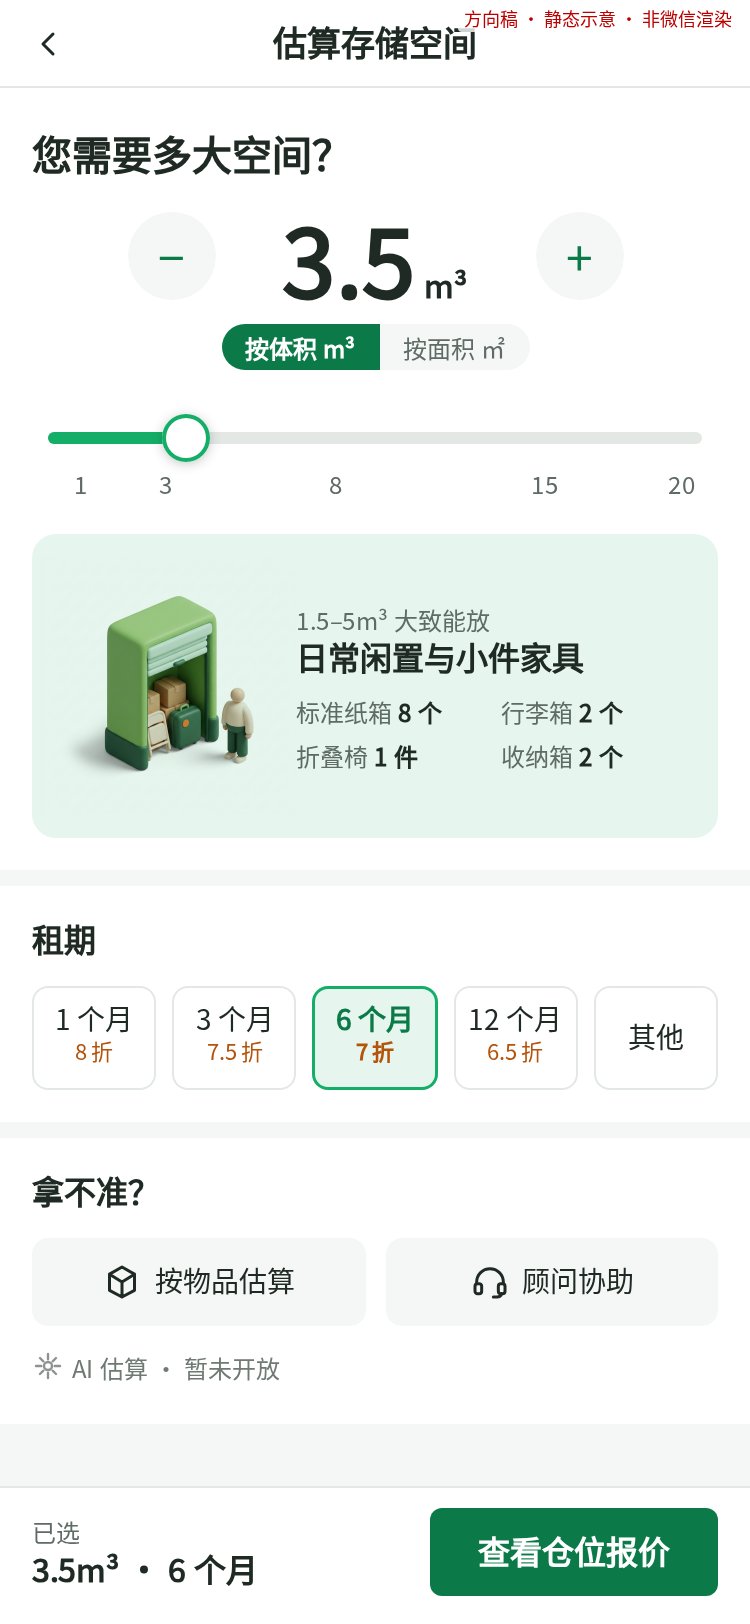 方向稿 · 静态示意 · 非微信渲染
估算存储空间
您需要多大空间?
− 3.5 m³ +
按体积 m³ 按面积 ㎡
1 3 8 15 20
1.5–5m³ 大致能放
日常闲置与小件家具
标准纸箱 8 个 行李箱 2 个
折叠椅 1 件 收纳箱 2 个
租期
1 个月 3 个月 6 个月 12 个月 其他
8 折 7.5 折 7 折 6.5 折
拿不准?
按物品估算 顾问协助
AI 估算 · 暂未开放
已选
3.5m³ · 6 个月
查看仓位报价